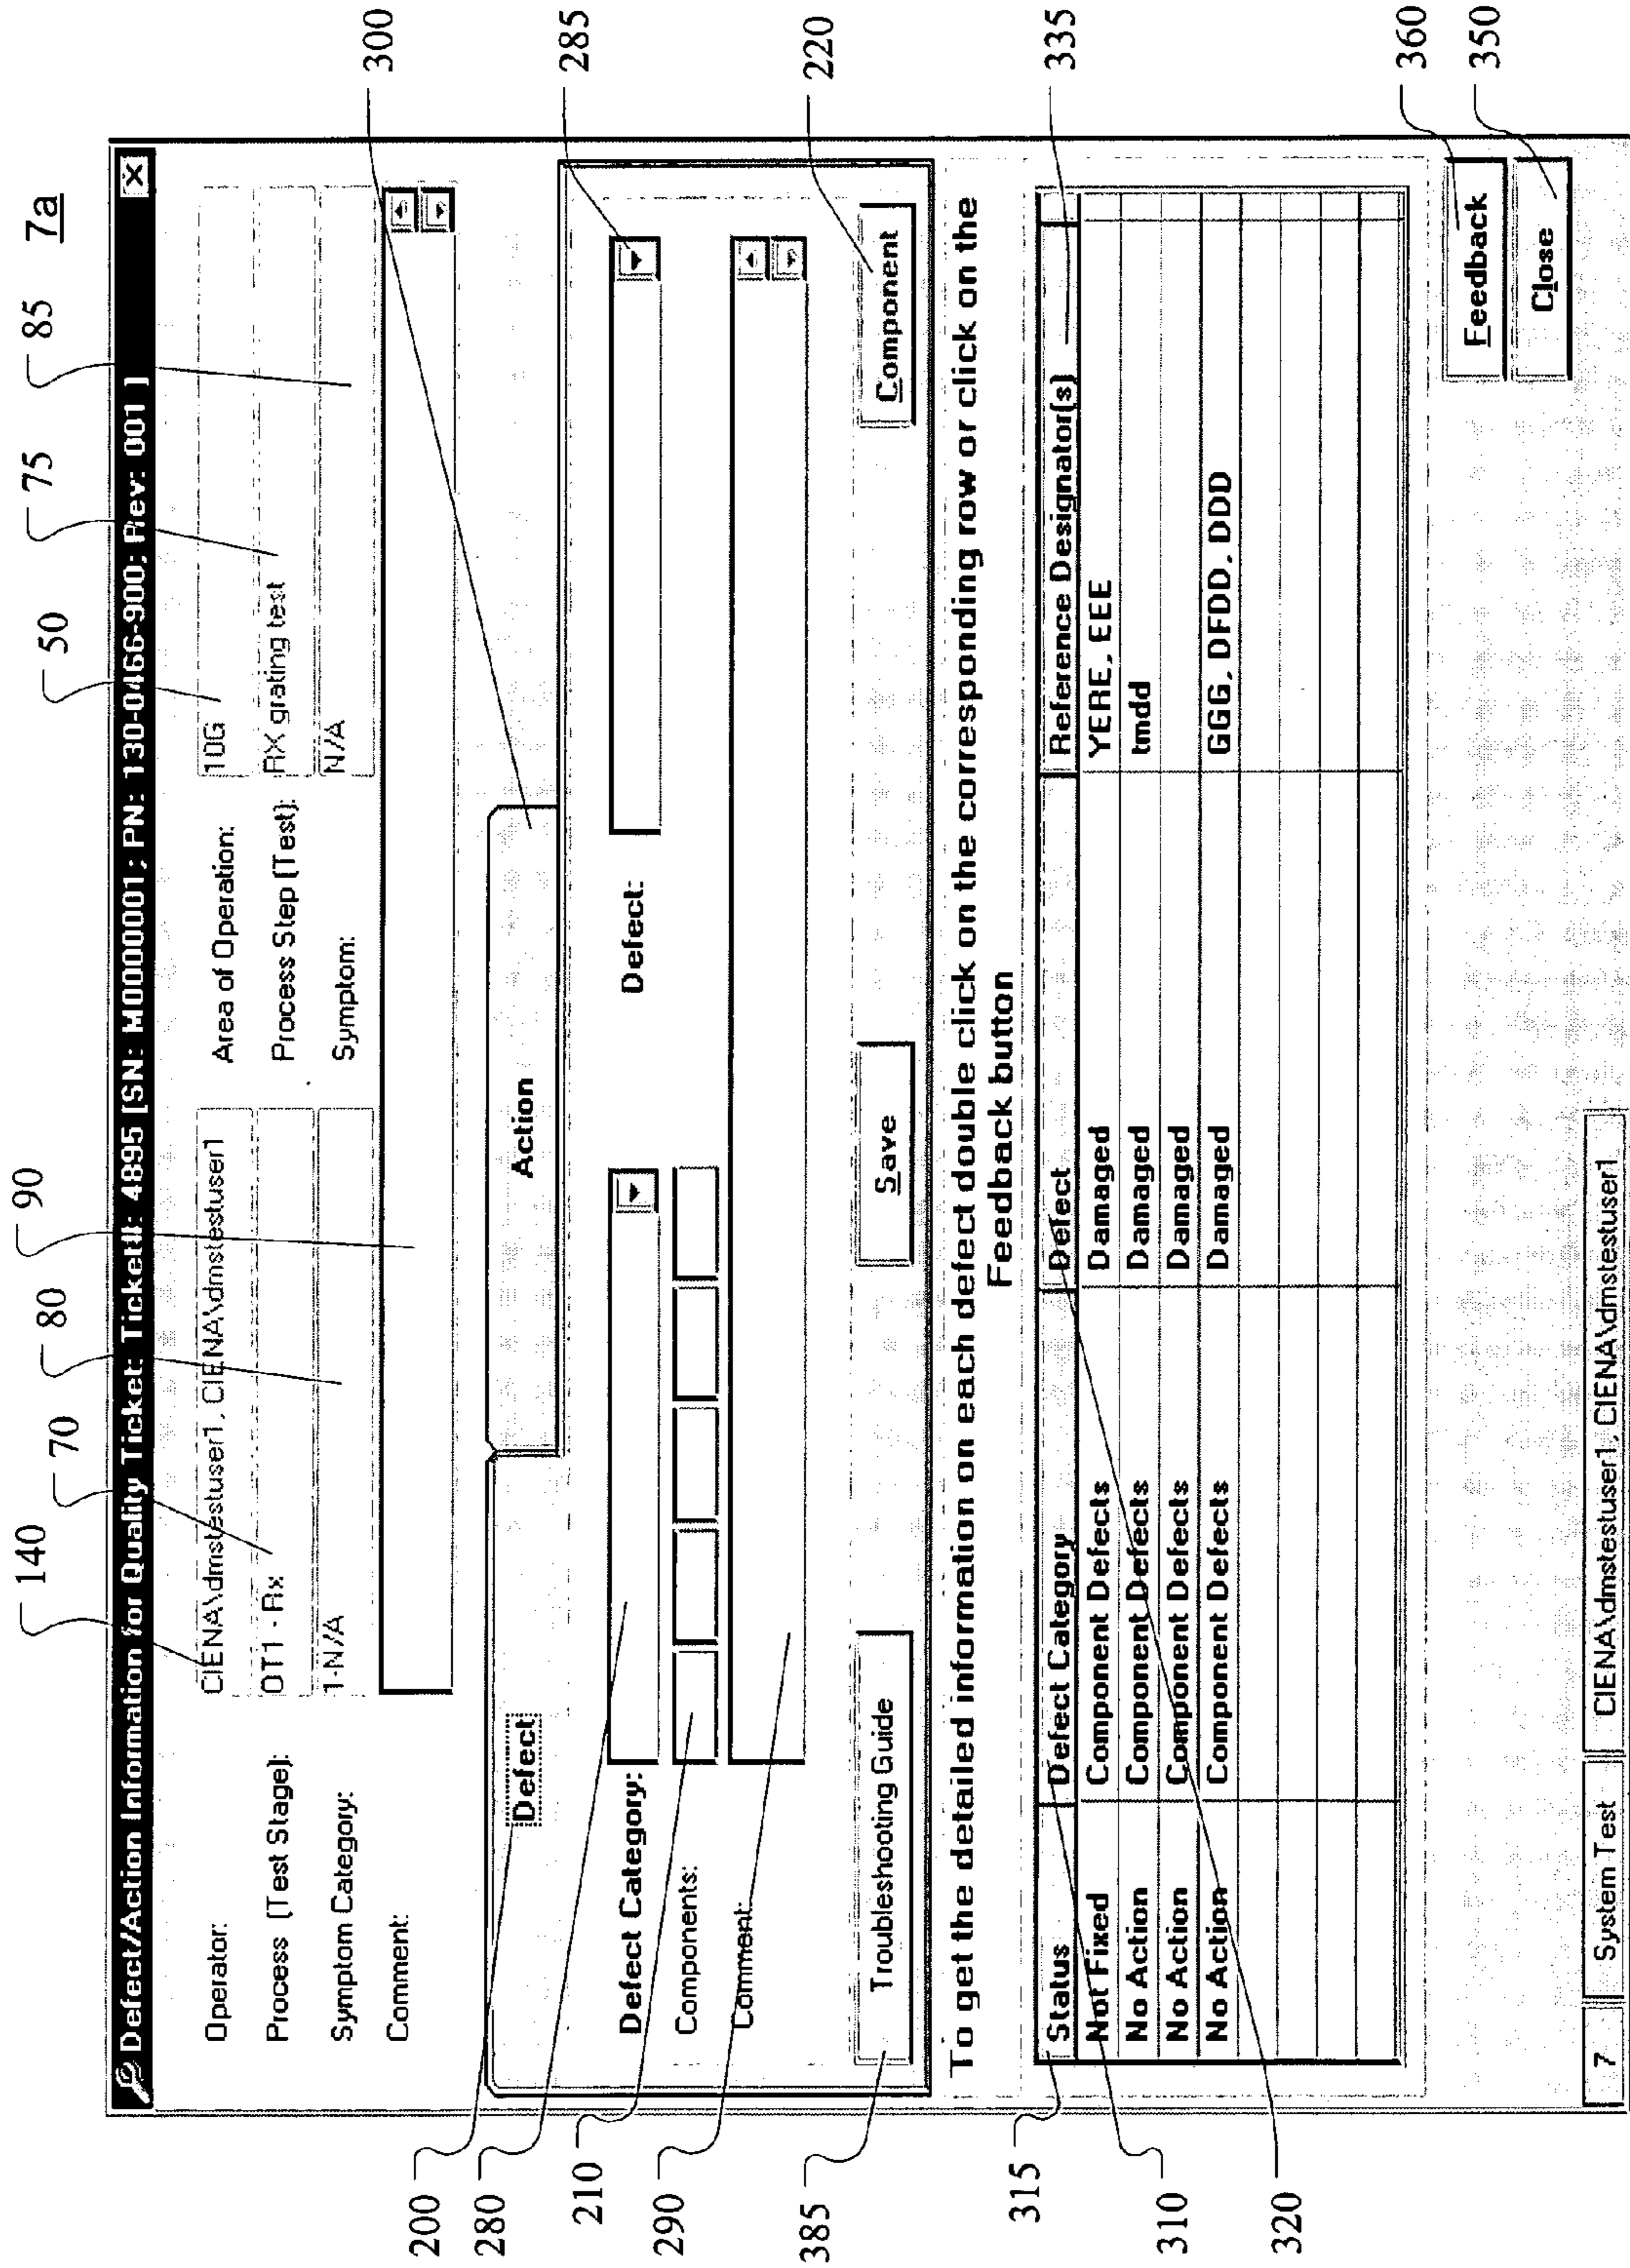 7a
140
70
80
90
50
75
85
Defect/Action Information for Quality Ticket: Ticket#: 4895 [SN: M0000001; PN: 130-0466-900; Rev: 001 ]
Operator: CIENA\dmstestuser1, CIENA\dmstestuser1 Area of Operation: 10G
Process (Test Stage): OT1 - Rx Process Step (Test): RX grating test
Symptom Category: 1-N/A Symptom: N/A
Comment:
300
200
Defect Action
280
285
Defect Category: Defect:
210
Components:
290
Comment:
220
385
Troubleshooting Guide Save Component
To get the detailed information on each defect double click on the corresponding row or click on the
Feedback button
315
335
Status Defect Category Defect Reference Designator(s)
Not Fixed Component Defects Damaged YERE, EEE
No Action Component Defects Damaged tmdd
No Action Component Defects Damaged
No Action Component Defects Damaged GGG, DFDD, DDD
310
320
360
Feedback
350
Close
7 System Test CIENA\dmstestuser1, CIENA\dmstestuser1